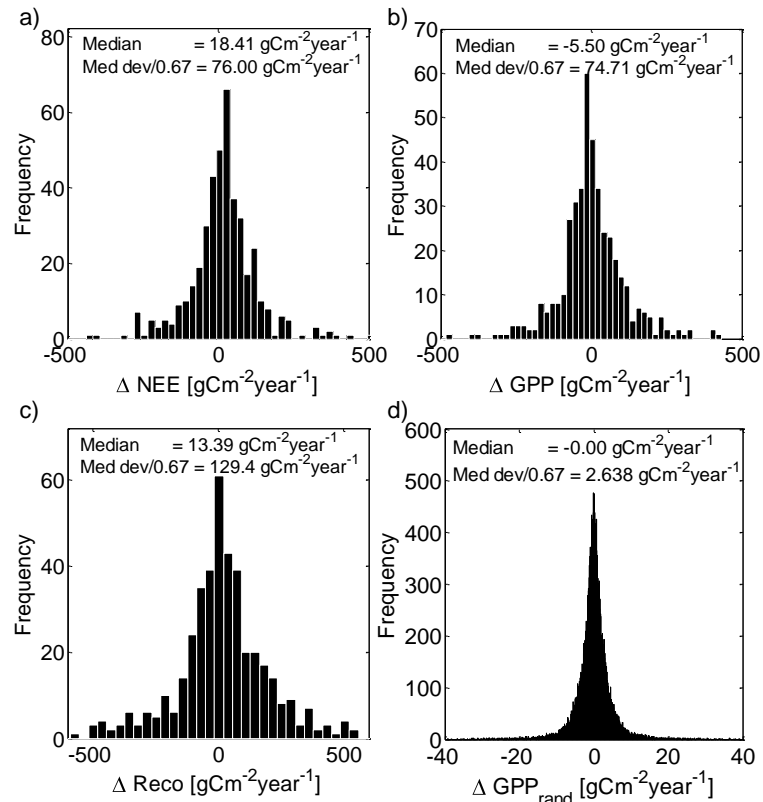 a)
Median = 18.41 gCm⁻²year⁻¹
Med dev/0.67 = 76.00 gCm⁻²year⁻¹
80
60
40
20
0
Frequency
-500 0 500
Δ NEE [gCm⁻²year⁻¹]
b)
Median = -5.50 gCm⁻²year⁻¹
Med dev/0.67 = 74.71 gCm⁻²year⁻¹
70
60
50
40
30
20
10
0
Frequency
-500 0 500
Δ GPP [gCm⁻²year⁻¹]
c)
Median = 13.39 gCm⁻²year⁻¹
Med dev/0.67 = 129.4 gCm⁻²year⁻¹
60
40
20
0
Frequency
-500 0 500
Δ Reco [gCm⁻²year⁻¹]
d)
Median = -0.00 gCm⁻²year⁻¹
Med dev/0.67 = 2.638 gCm⁻²year⁻¹
600
500
400
300
200
100
0
Frequency
-40 -20 0 20 40
Δ GPP_rand [gCm⁻²year⁻¹]